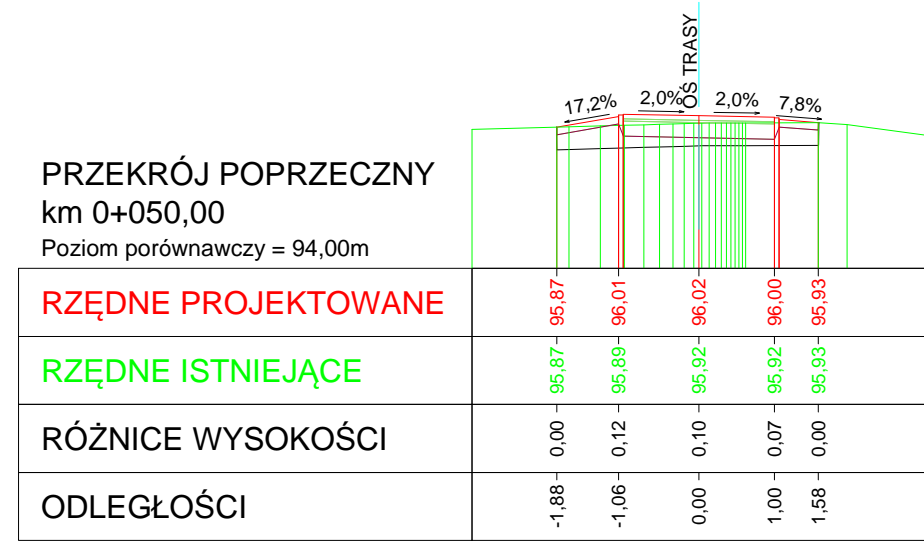 OŚ TRASY
17,2% 2,0% 2,0% 7,8%
PRZEKRÓJ POPRZECZNY
km 0+050,00
Poziom porównawczy = 94,00m
RZĘDNE PROJEKTOWANE 95,87 96,01 96,02 96,00 95,93
RZĘDNE ISTNIEJĄCE 95,87 95,89 95,92 95,92 95,93
RÓŻNICE WYSOKOŚCI 0,00 0,12 0,10 0,07 0,00
ODLEGŁOŚCI -1,88 -1,06 0,00 1,00 1,58